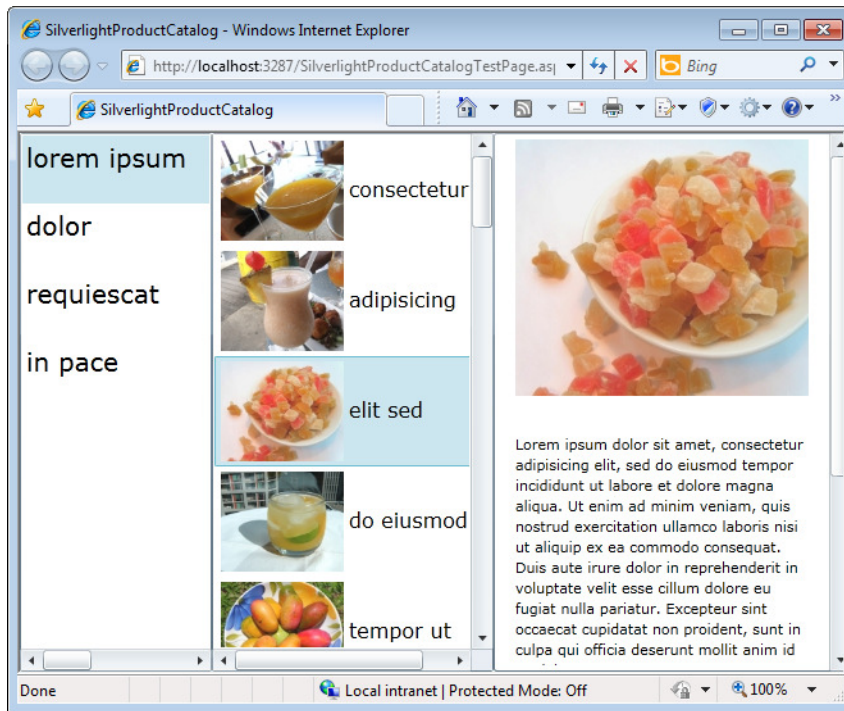 SilverlightProductCatalog - Windows Internet Explorer
http://localhost:3287/SilverlightProductCatalogTestPage.asp
Bing
SilverlightProductCatalog
lorem ipsum
dolor
requiescat
in pace
consectetur
adipisicing
elit sed
do eiusmod
tempor ut
Lorem ipsum dolor sit amet, consectetur
adipisicing elit, sed do eiusmod tempor
incididunt ut labore et dolore magna
aliqua. Ut enim ad minim veniam, quis
nostrud exercitation ullamco laboris nisi
ut aliquip ex ea commodo consequat.
Duis aute irure dolor in reprehenderit in
voluptate velit esse cillum dolore eu
fugiat nulla pariatur. Excepteur sint
occaecat cupidatat non proident, sunt in
culpa qui officia deserunt mollit anim id
Done
Local intranet | Protected Mode: Off
100%